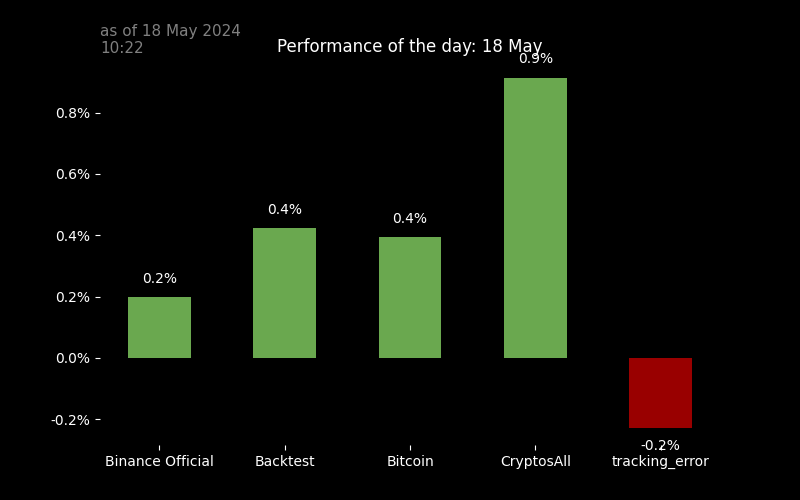 as of 18 May 2024
10:22
Performance of the day: 18 May
0.9%
0.8%
0.6%
0.4%
0.4%
0.4%
0.2%
0.2%
0.0%
-0.2%
-0.2%
Binance Official
Backtest
Bitcoin
CryptosAll
tracking_error